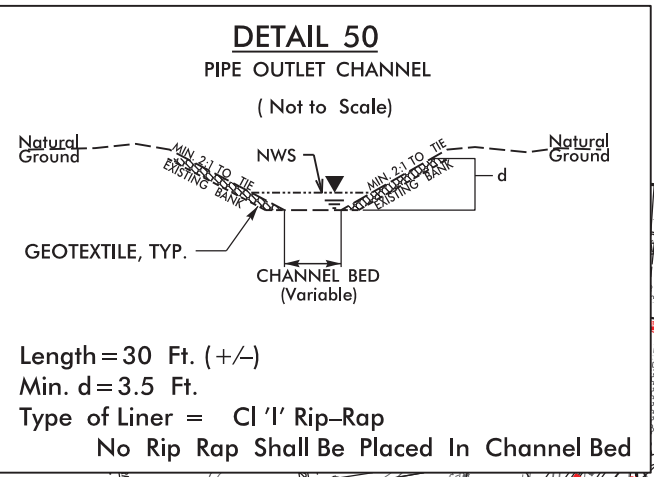 DETAIL 50
PIPE OUTLET CHANNEL
( Not to Scale)
Natural
Ground
MIN. 2:1 TO TIE
EXISTING BANK
NWS
MIN. 2:1 TO TIE
EXISTING BANK
Natural
Ground
d
GEOTEXTILE, TYP.
CHANNEL BED
(Variable)
Length = 30 Ft. (+/-)
Min. d = 3.5 Ft.
Type of Liner = Cl 'I' Rip-Rap
No Rip Rap Shall Be Placed In Channel Bed